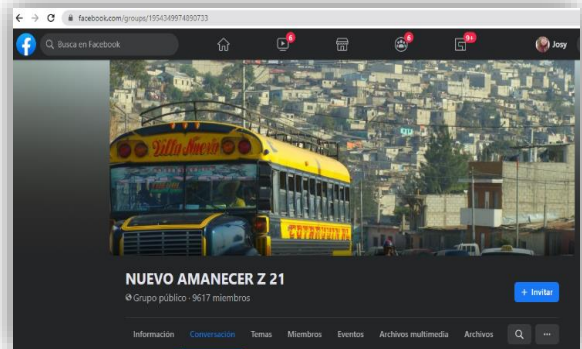 facebook.com/groups/1954349974890733
Busca en Facebook
6
6
9+
Josy
Villa Nueva
NUEVO AMANECER Z 21
Grupo público · 9617 miembros
+ Invitar
Información Conversación Temas Miembros Eventos Archivos multimedia Archivos